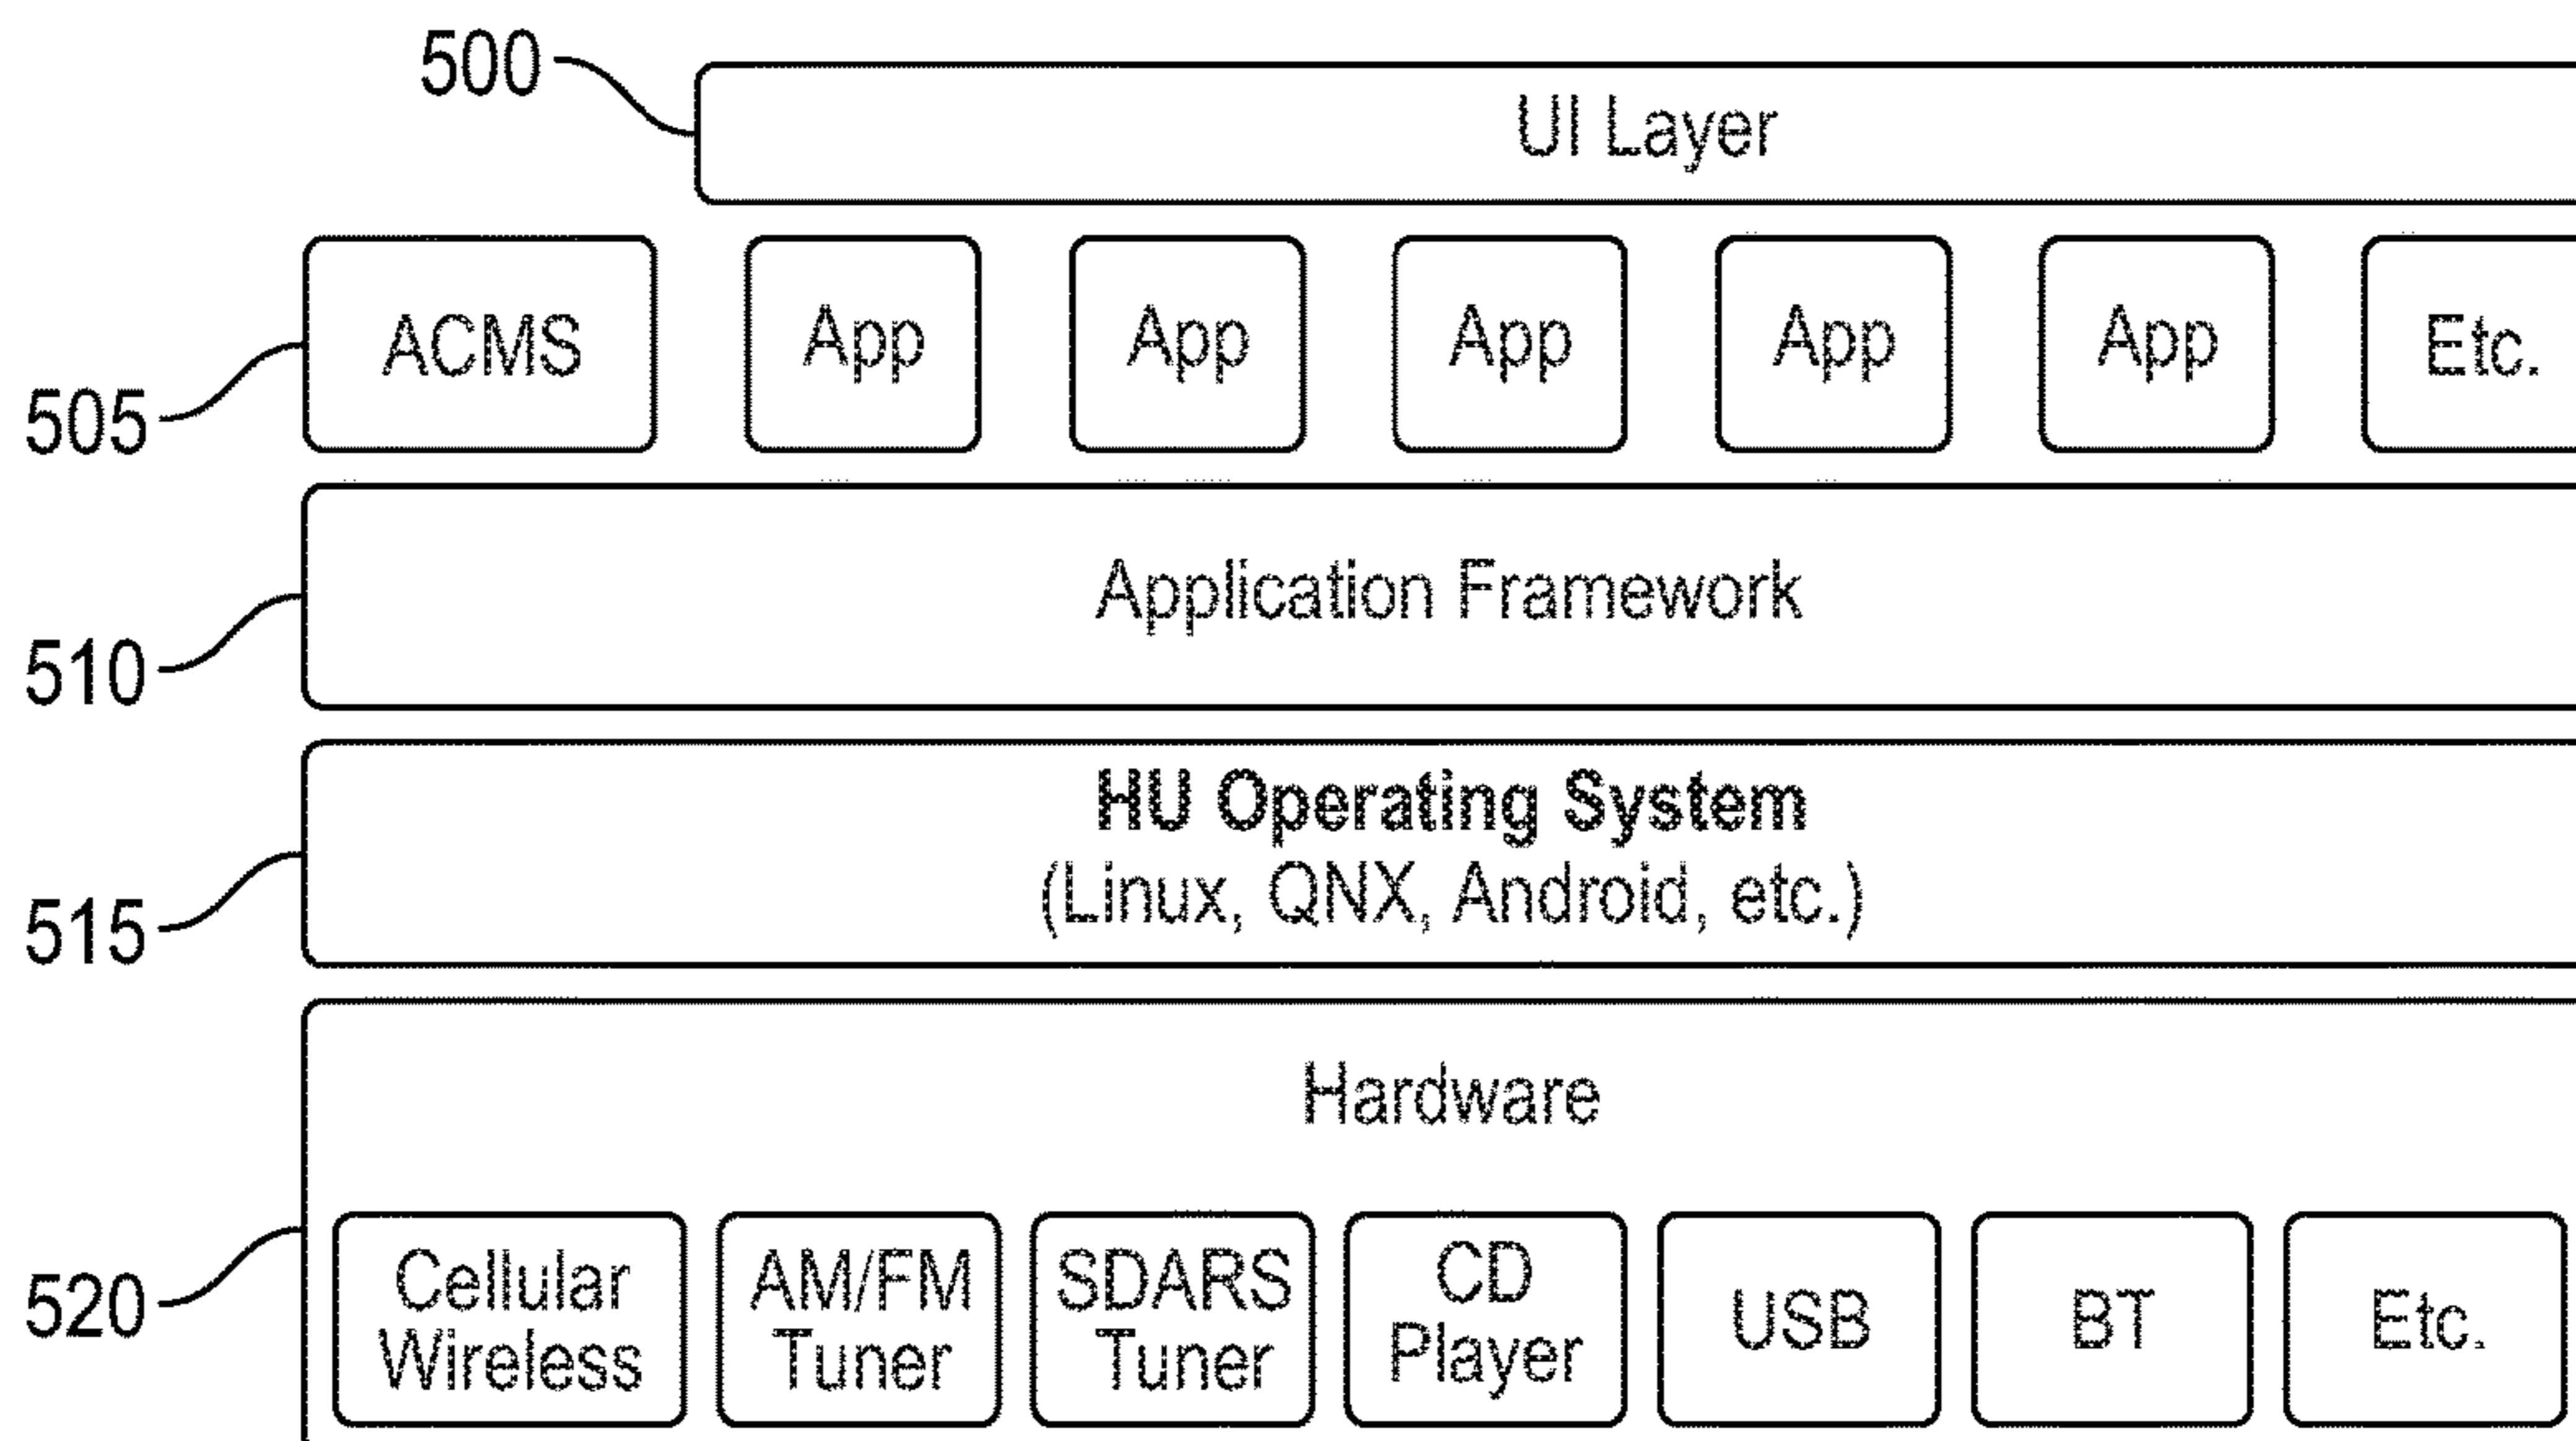 500
UI Layer
505
ACMS
App
App
App
App
App
Etc.
510
Application Framework
515
HU Operating System
(Linux, QNX, Android, etc.)
520
Hardware
Cellular
Wireless
AM/FM
Tuner
SDARS
Tuner
CD
Player
USB
BT
Etc.